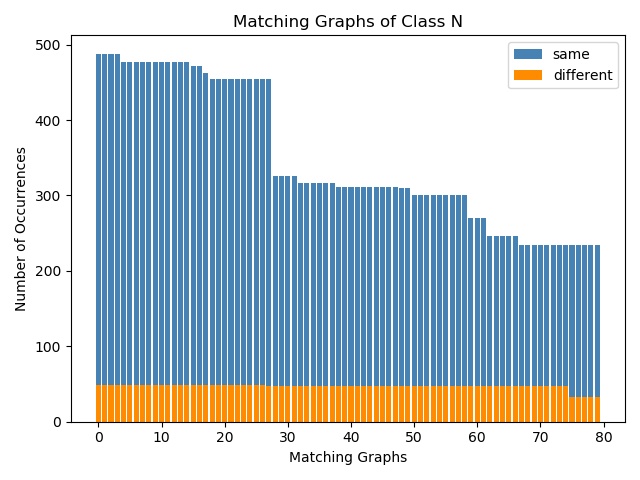 Matching Graphs of Class N
same
different
Number of Occurrences
500
400
300
200
100
0
0 10 20 30 40 50 60 70 80
Matching Graphs